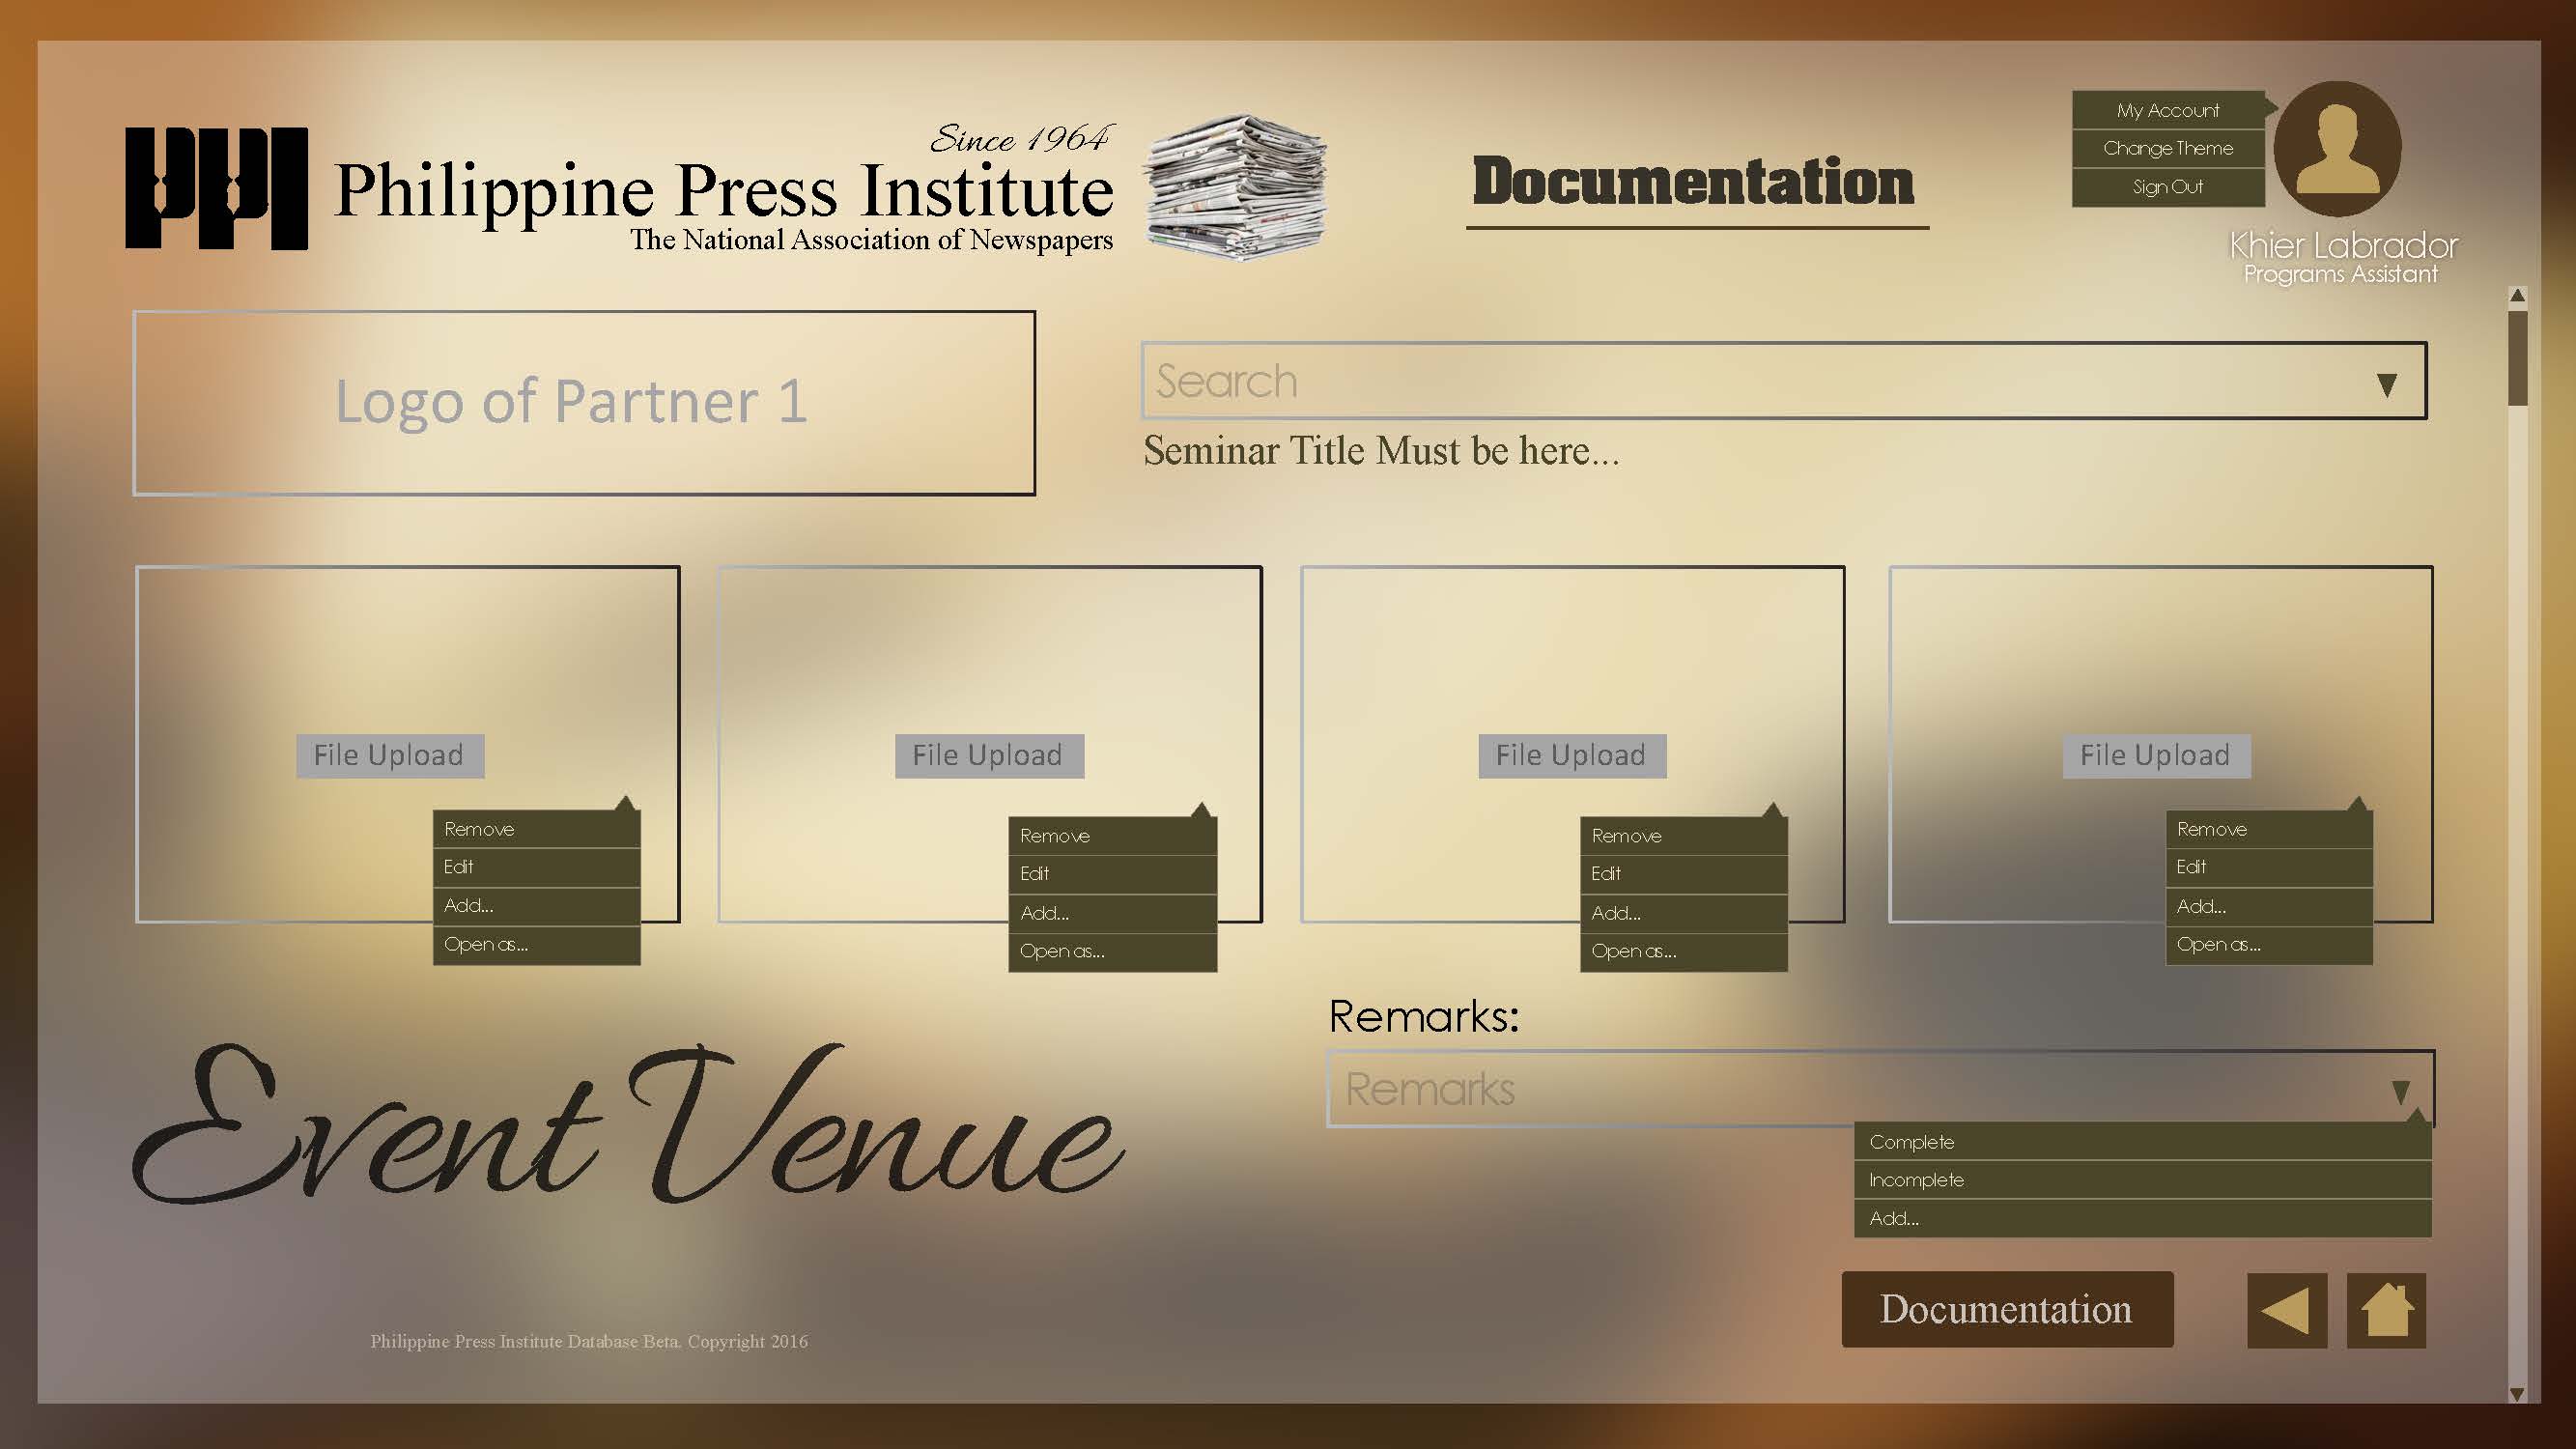 PPI
Since 1964
Philippine Press Institute
The National Association of Newspapers
Documentation
My Account
Change Theme
Sign Out
Khier Labrador
Programs Assistant
Logo of Partner 1
Search
Seminar Title Must be here...
File Upload
Remove
Edit
Add...
Open as...
File Upload
Remove
Edit
Add...
Open as...
File Upload
Remove
Edit
Add...
Open as...
File Upload
Remove
Edit
Add...
Open as...
Event Venue
Remarks:
Remarks
Complete
Incomplete
Add...
Documentation
Philippine Press Institute Database Beta. Copyright 2016